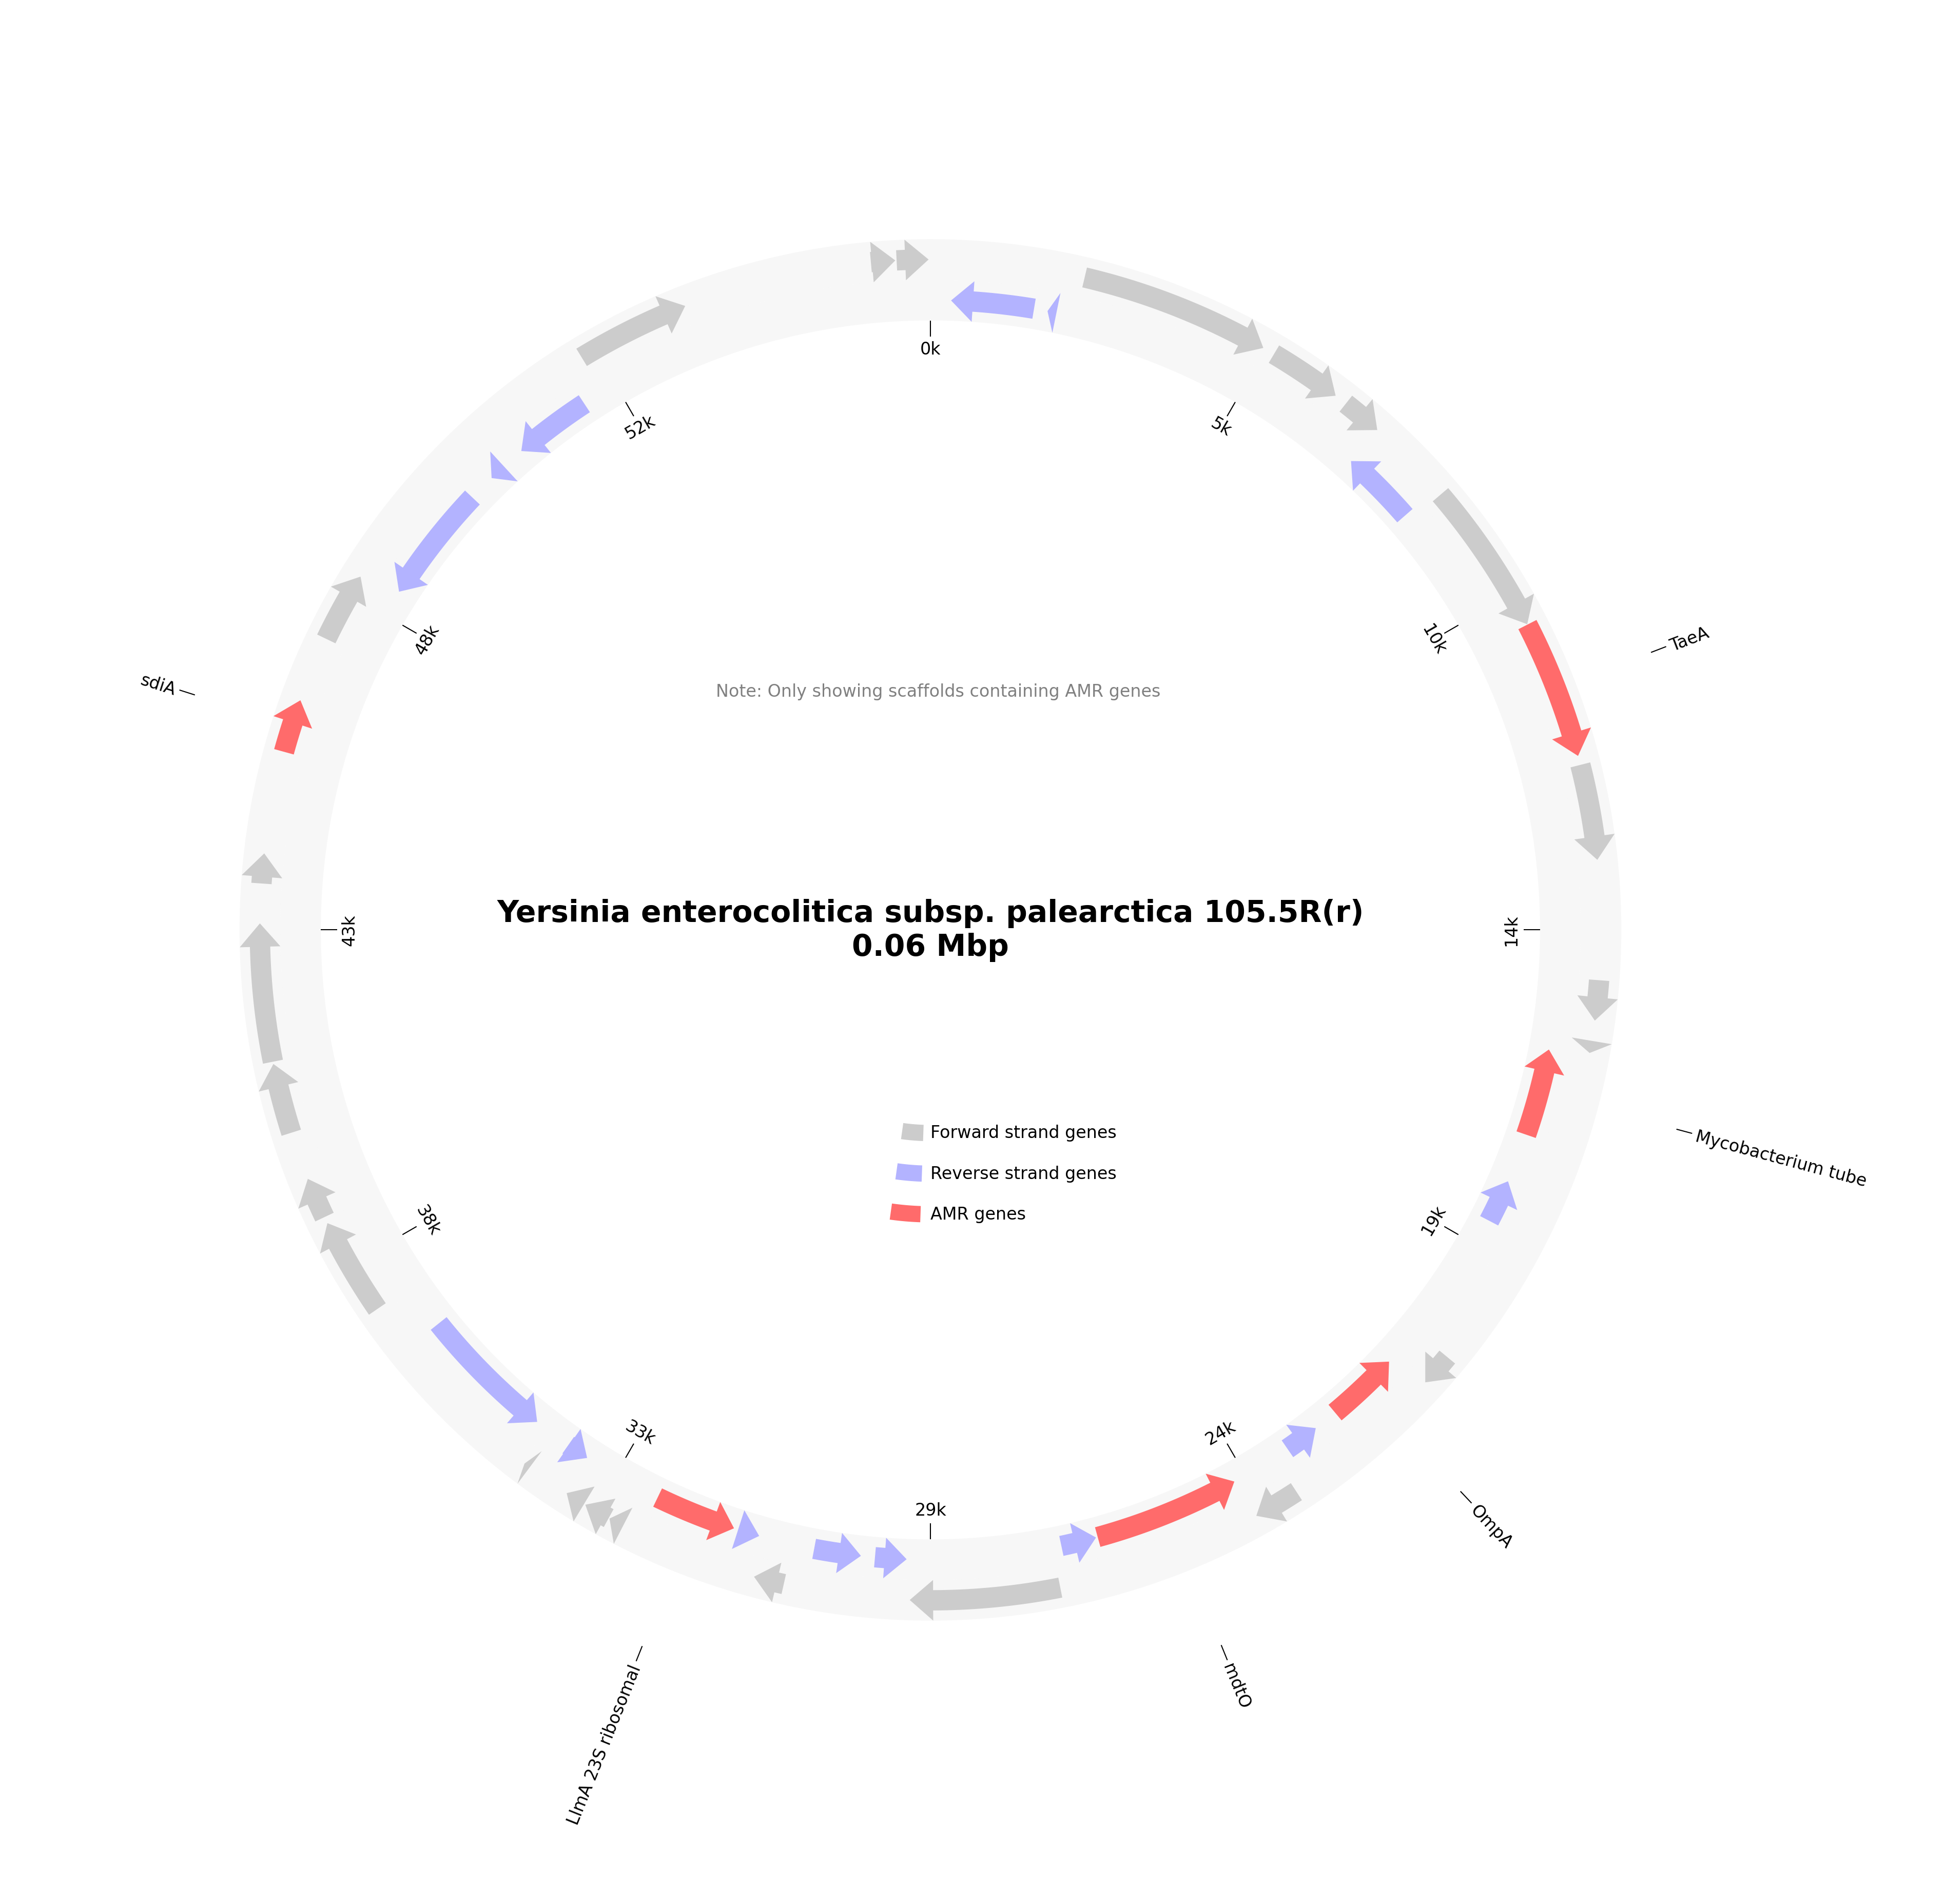 0k
5k
52k
10k
48k
TaeA
sdiA
Note: Only showing scaffolds containing AMR genes
Yersinia enterocolitica subsp. palearctica 105.5R(r)
0.06 Mbp
43k
14k
Forward strand genes
Reverse strand genes
AMR genes
Mycobacterium tube
38k
19k
33k
24k
29k
OmpA
mdtO
LlmA 23S ribosomal